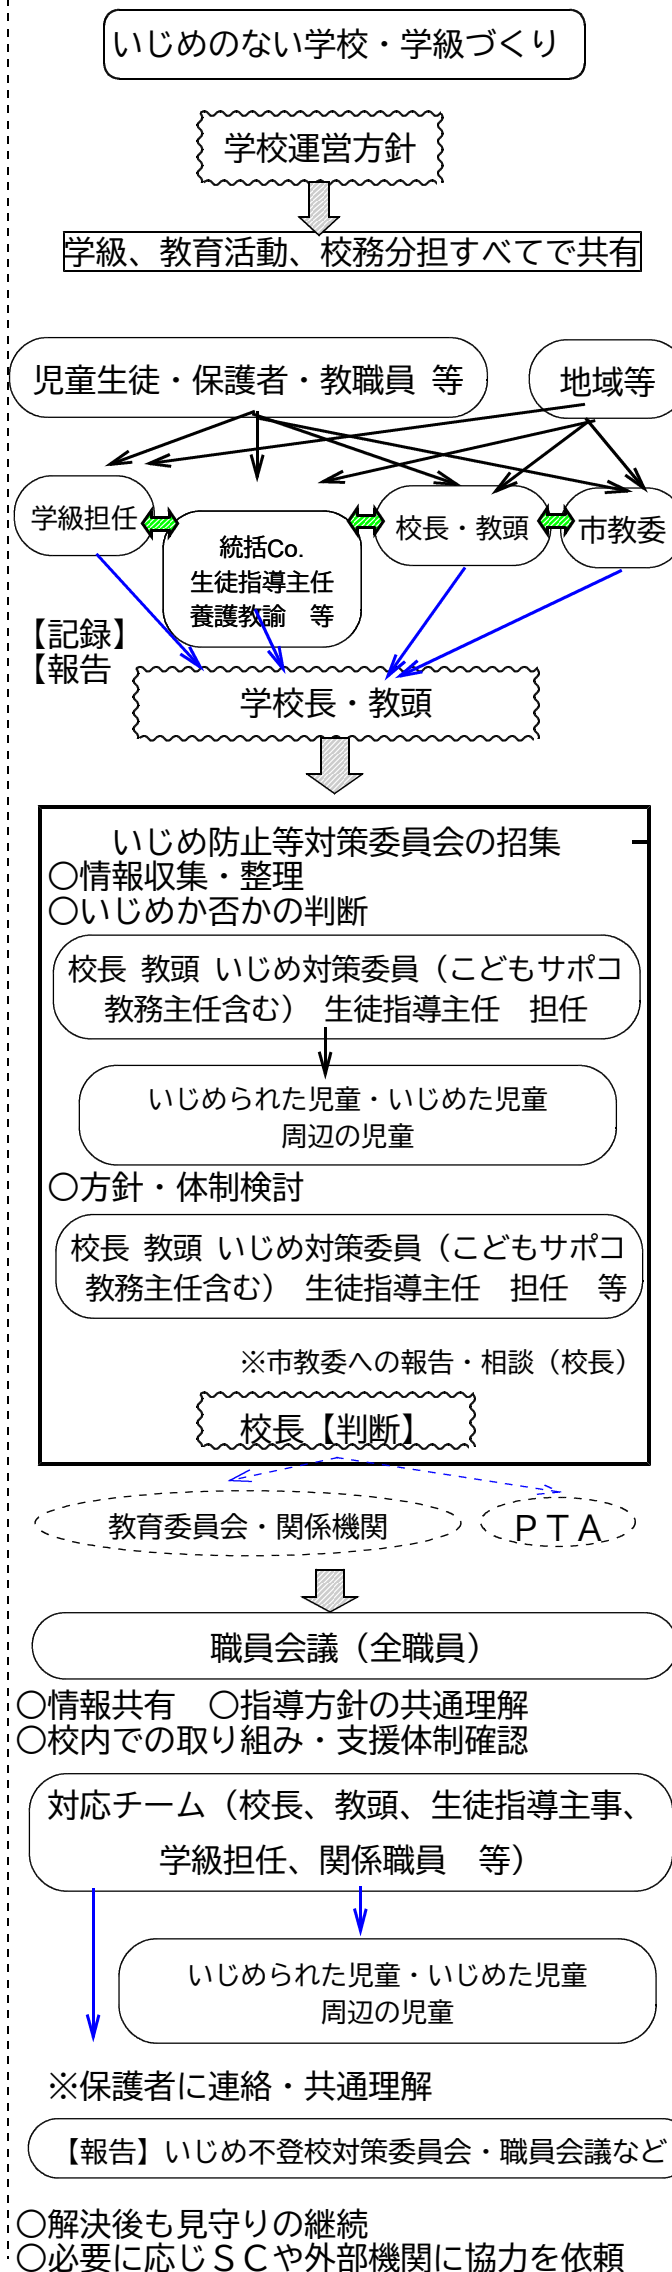 いじめのない学校・学級づくり
学校運営方針
学級、教育活動、校務分担すべてで共有
児童生徒・保護者・教職員 等
地域等
学級担任
統括Co.
生徒指導主任
養護教諭　等
校長・教頭
市教委
【記録】
【報告
学校長・教頭
いじめ防止等対策委員会の招集
○情報収集・整理
○いじめか否かの判断
校長 教頭 いじめ対策委員（こどもサポコ
教務主任含む）　生徒指導主任　担任
いじめられた児童・いじめた児童
周辺の児童
○方針・体制検討
校長 教頭 いじめ対策委員（こどもサポコ
教務主任含む）　生徒指導主任　担任　等
※市教委への報告・相談（校長）
校長【判断】
教育委員会・関係機関
ＰＴＡ
職員会議（全職員）
○情報共有　○指導方針の共通理解
○校内での取り組み・支援体制確認
対応チーム（校長、教頭、生徒指導主事、
学級担任、関係職員　等）
いじめられた児童・いじめた児童
周辺の児童
※保護者に連絡・共通理解
【報告】いじめ不登校対策委員会・職員会議など
○解決後も見守りの継続
○必要に応じＳＣや外部機関に協力を依頼